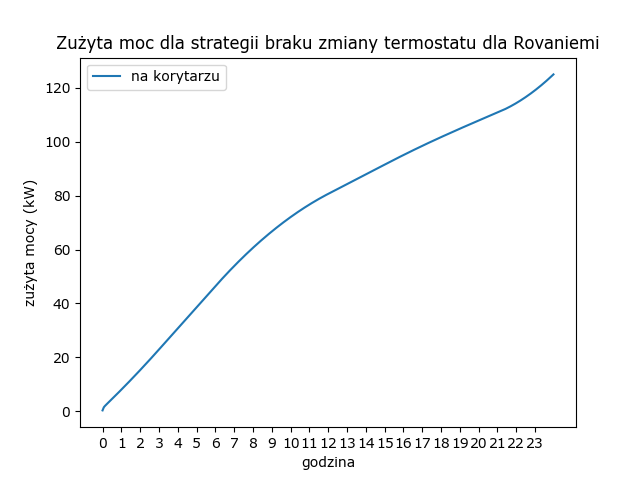 Zużyta moc dla strategii braku zmiany termostatu dla Rovaniemi
na korytarzu
120
100
80
60
40
20
0
zużyta mocy (kW)
0 1 2 3 4 5 6 7 8 9 10 11 12 13 14 15 16 17 18 19 20 21 22 23
godzina